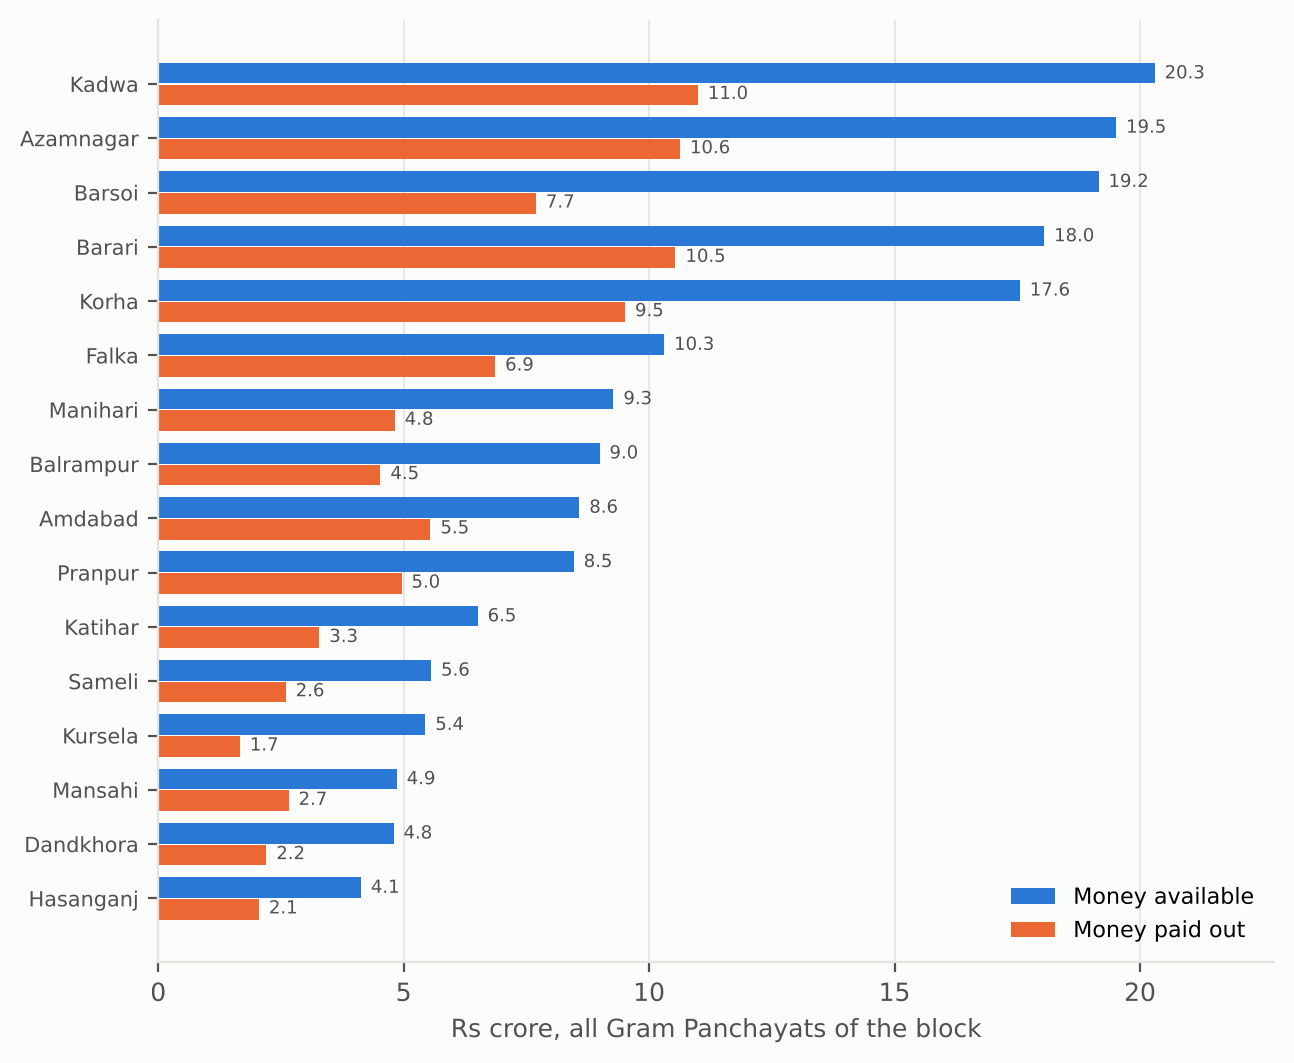 Kadwa 20.3
11.0
Azamnagar 19.5
10.6
Barsoi 19.2
7.7
Barari 18.0
10.5
Korha 17.6
9.5
Falka 10.3
6.9
Manihari 9.3
4.8
Balrampur 9.0
4.5
Amdabad 8.6
5.5
Pranpur 8.5
5.0
Katihar 6.5
3.3
Sameli 5.6
2.6
Kursela 5.4
1.7
Mansahi 4.9
2.7
Dandkhora 4.8
2.2
Hasanganj 4.1
2.1
Money available
Money paid out
0 5 10 15 20
Rs crore, all Gram Panchayats of the block